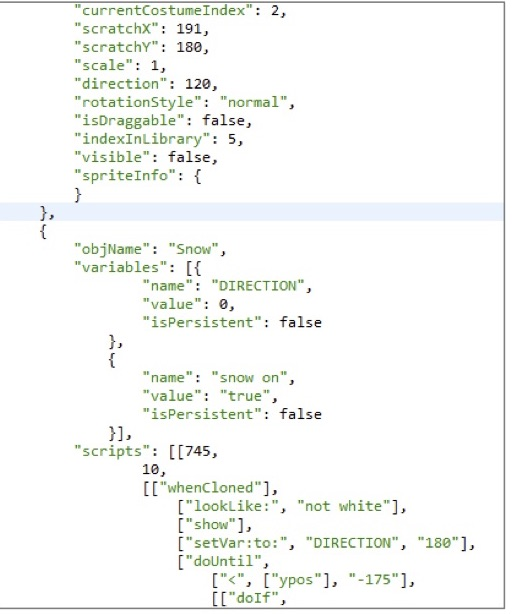 "currentCostumeIndex": 2,
"scratchX": 191,
"scratchY": 180,
"scale": 1,
"direction": 120,
"rotationStyle": "normal",
"isDraggable": false,
"indexInLibrary": 5,
"visible": false,
"spriteInfo": {
}
},
{
"objName": "Snow",
"variables": [{
"name": "DIRECTION",
"value": 0,
"isPersistent": false
},
{
"name": "snow on",
"value": "true",
"isPersistent": false
}],
"scripts": [[745,
10,
[["whenCloned"],
["lookLike:", "not white"],
["show"],
["setVar:to:", "DIRECTION", "180"],
["doUntil",
["<", ["ypos"], "-175"],
[["doIf",